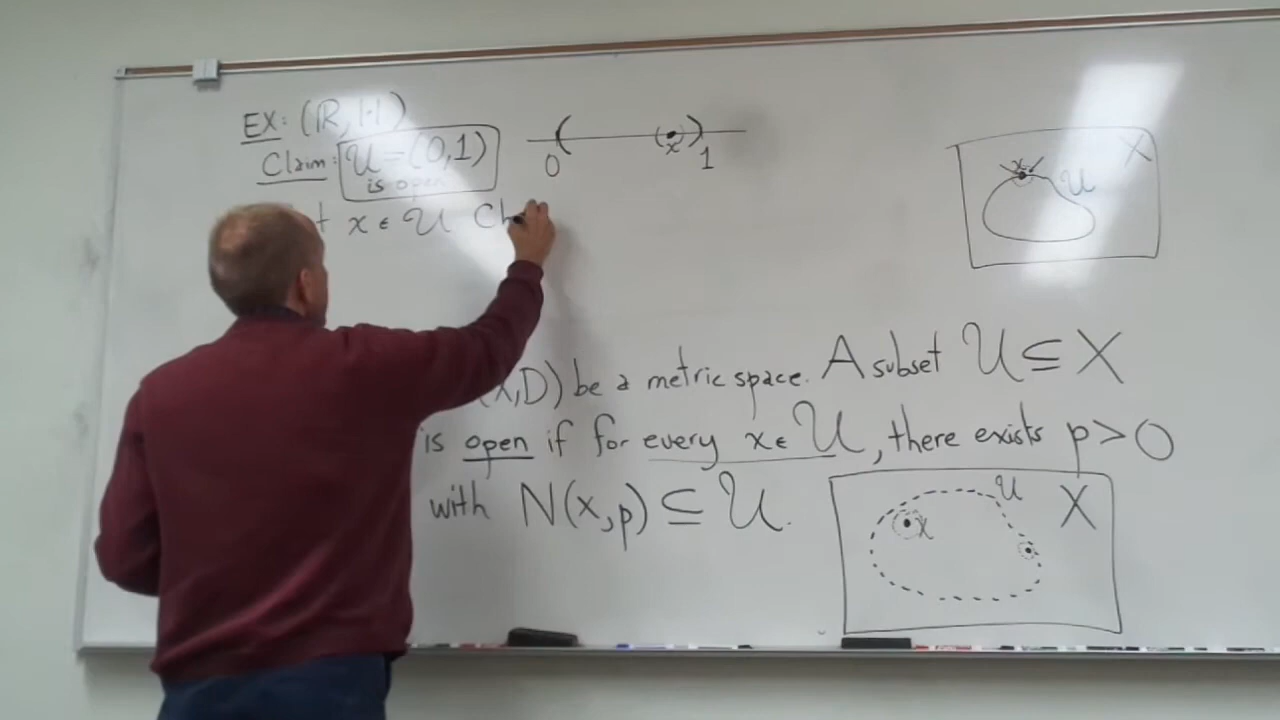 EX: (ℝ, |·|)
Claim: 𝒰 = (0,1)
is open
x ∈ 𝒰
0 ( (x) ) 1
X
x
𝒰
X,D) be a metric space. A subset 𝒰 ⊆ X
is open if for every x ∈ 𝒰, there exists p > 0
with N(x,p) ⊆ 𝒰.
𝒰
X
x